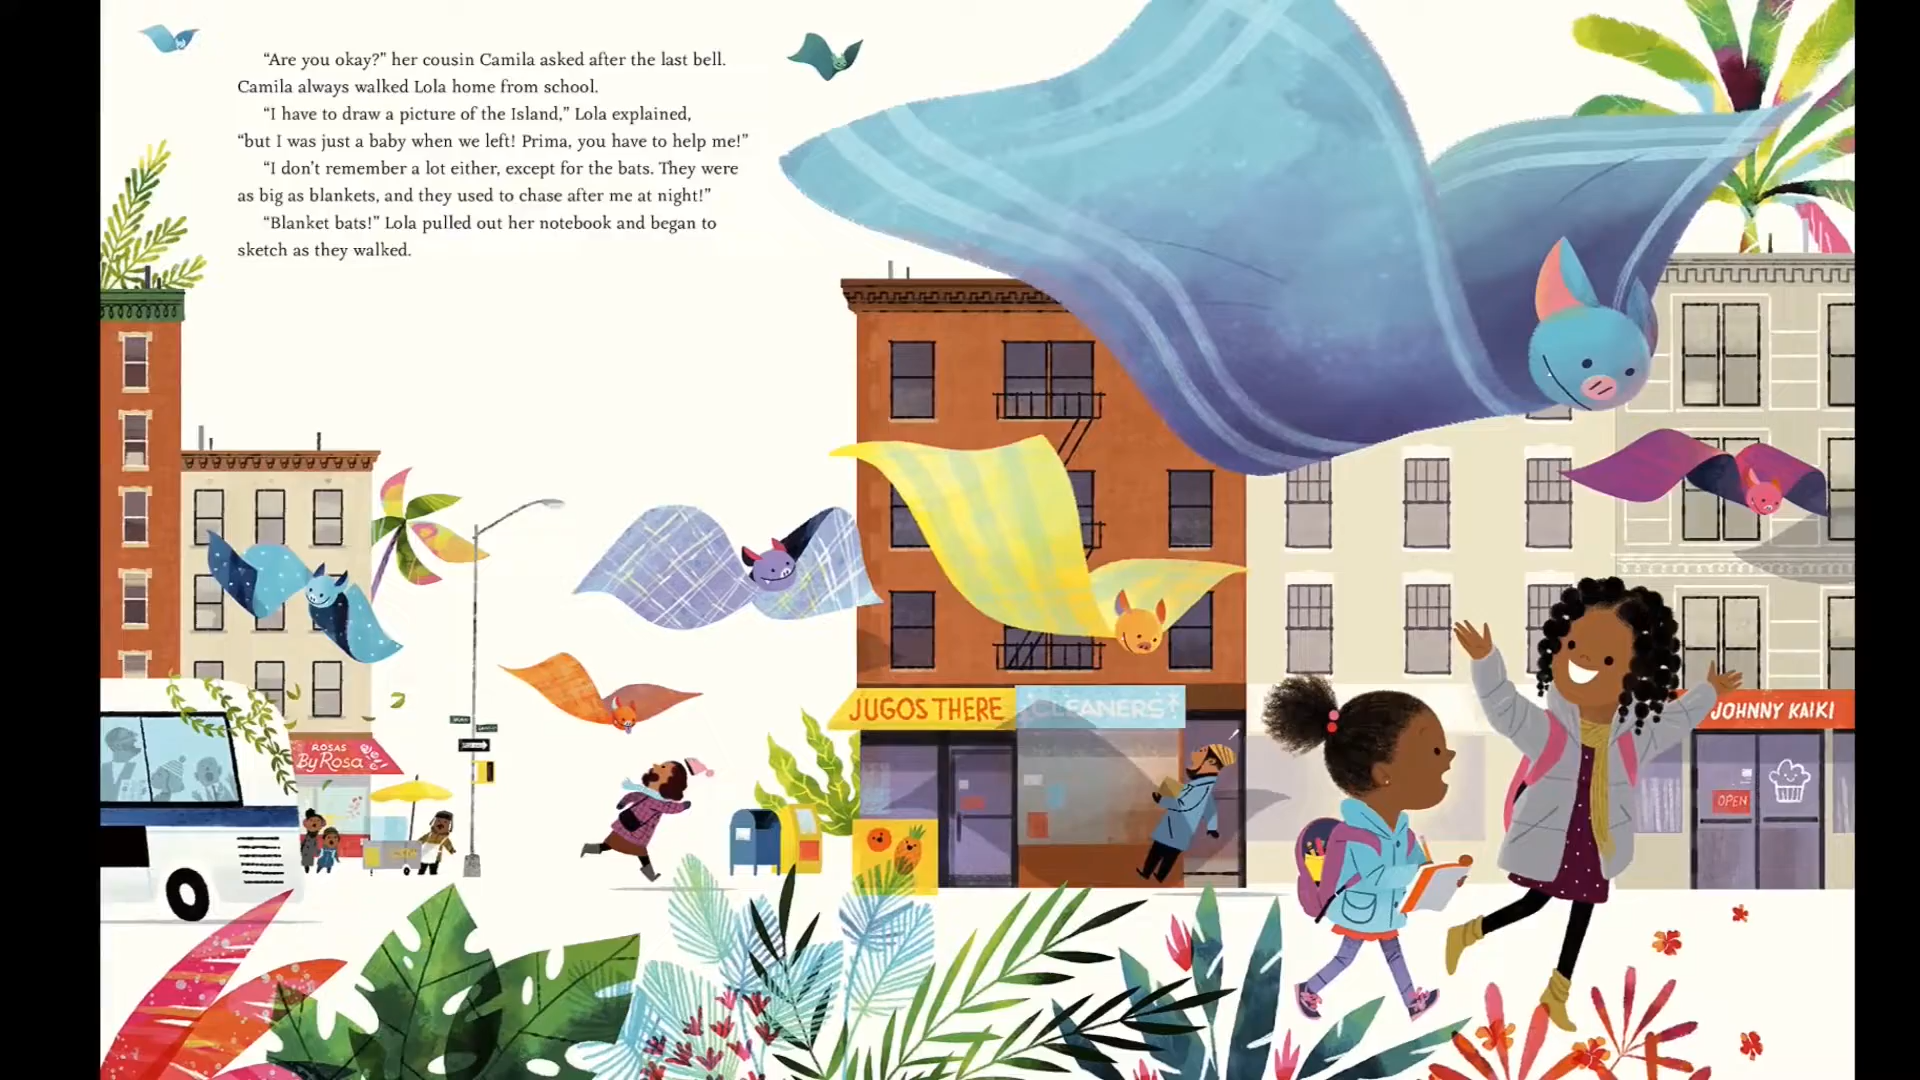 “Are you okay?” her cousin Camila asked after the last bell.
Camila always walked Lola home from school.
“I have to draw a picture of the Island,” Lola explained,
“but I was just a baby when we left! Prima, you have to help me!”
“I don’t remember a lot either, except for the bats. They were
as big as blankets, and they used to chase after me at night!”
“Blanket bats!” Lola pulled out her notebook and began to
sketch as they walked.
JUGOS THERE
CLEANERS
JOHNNY KAIKI
ROSAS
By Rosa
OPEN